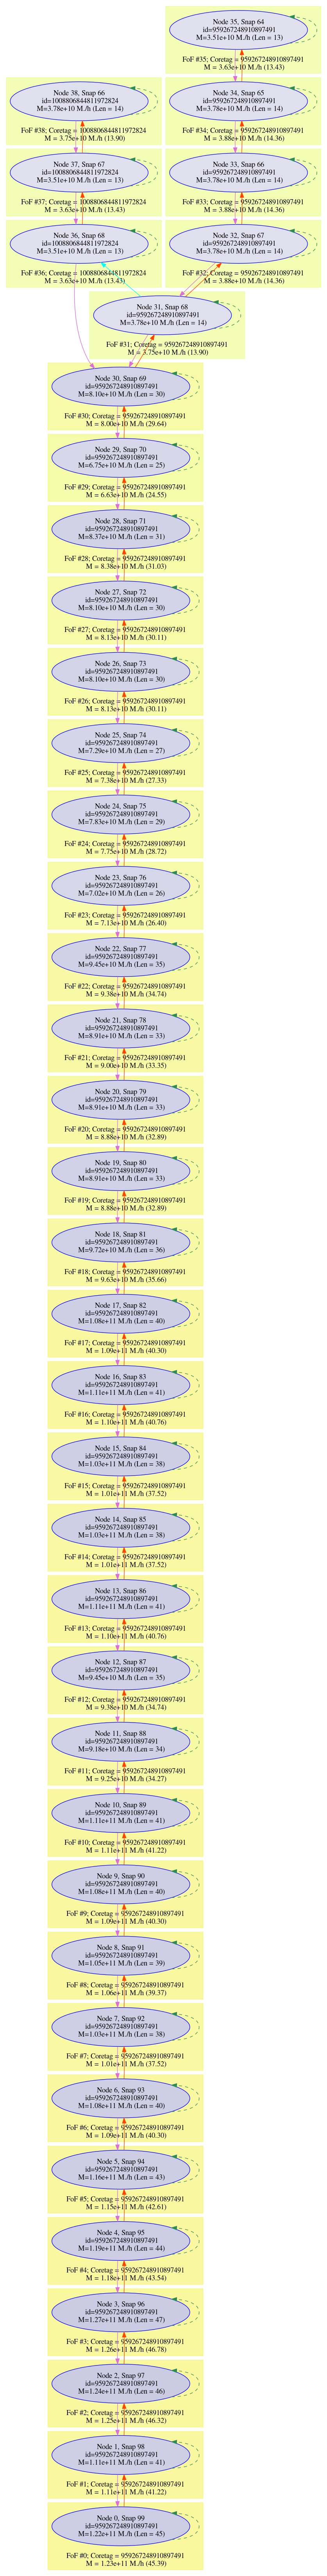 Node 35, Snap 64
id=959267248910897491
M=3.51e+10 M./h (Len = 13)
FoF #35; Coretag = 959267248910897491
M = 3.63e+10 M./h (13.43)
Node 38, Snap 66
id=1008806844811972824
M=3.78e+10 M./h (Len = 14)
FoF #38; Coretag = 1008806844811972824
M = 3.75e+10 M./h (13.90)
Node 34, Snap 65
id=959267248910897491
M=3.78e+10 M./h (Len = 14)
FoF #34; Coretag = 959267248910897491
M = 3.88e+10 M./h (14.36)
Node 37, Snap 67
id=1008806844811972824
M=3.51e+10 M./h (Len = 13)
FoF #37; Coretag = 1008806844811972824
M = 3.63e+10 M./h (13.43)
Node 33, Snap 66
id=959267248910897491
M=3.78e+10 M./h (Len = 14)
FoF #33; Coretag = 959267248910897491
M = 3.88e+10 M./h (14.36)
Node 36, Snap 68
id=1008806844811972824
M=3.51e+10 M./h (Len = 13)
FoF #36; Coretag = 1008806844811972824
M = 3.63e+10 M./h (13.43)
Node 32, Snap 67
id=959267248910897491
M=3.78e+10 M./h (Len = 14)
FoF #32; Coretag = 959267248910897491
M = 3.88e+10 M./h (14.36)
Node 31, Snap 68
id=959267248910897491
M=3.78e+10 M./h (Len = 14)
FoF #31; Coretag = 959267248910897491
M = 3.75e+10 M./h (13.90)
Node 30, Snap 69
id=959267248910897491
M=8.10e+10 M./h (Len = 30)
FoF #30; Coretag = 959267248910897491
M = 8.00e+10 M./h (29.64)
Node 29, Snap 70
id=959267248910897491
M=6.75e+10 M./h (Len = 25)
FoF #29; Coretag = 959267248910897491
M = 6.63e+10 M./h (24.55)
Node 28, Snap 71
id=959267248910897491
M=8.37e+10 M./h (Len = 31)
FoF #28; Coretag = 959267248910897491
M = 8.38e+10 M./h (31.03)
Node 27, Snap 72
id=959267248910897491
M=8.10e+10 M./h (Len = 30)
FoF #27; Coretag = 959267248910897491
M = 8.13e+10 M./h (30.11)
Node 26, Snap 73
id=959267248910897491
M=8.10e+10 M./h (Len = 30)
FoF #26; Coretag = 959267248910897491
M = 8.13e+10 M./h (30.11)
Node 25, Snap 74
id=959267248910897491
M=7.29e+10 M./h (Len = 27)
FoF #25; Coretag = 959267248910897491
M = 7.38e+10 M./h (27.33)
Node 24, Snap 75
id=959267248910897491
M=7.83e+10 M./h (Len = 29)
FoF #24; Coretag = 959267248910897491
M = 7.75e+10 M./h (28.72)
Node 23, Snap 76
id=959267248910897491
M=7.02e+10 M./h (Len = 26)
FoF #23; Coretag = 959267248910897491
M = 7.13e+10 M./h (26.40)
Node 22, Snap 77
id=959267248910897491
M=9.45e+10 M./h (Len = 35)
FoF #22; Coretag = 959267248910897491
M = 9.38e+10 M./h (34.74)
Node 21, Snap 78
id=959267248910897491
M=8.91e+10 M./h (Len = 33)
FoF #21; Coretag = 959267248910897491
M = 9.00e+10 M./h (33.35)
Node 20, Snap 79
id=959267248910897491
M=8.91e+10 M./h (Len = 33)
FoF #20; Coretag = 959267248910897491
M = 8.88e+10 M./h (32.89)
Node 19, Snap 80
id=959267248910897491
M=8.91e+10 M./h (Len = 33)
FoF #19; Coretag = 959267248910897491
M = 8.88e+10 M./h (32.89)
Node 18, Snap 81
id=959267248910897491
M=9.72e+10 M./h (Len = 36)
FoF #18; Coretag = 959267248910897491
M = 9.63e+10 M./h (35.66)
Node 17, Snap 82
id=959267248910897491
M=1.08e+11 M./h (Len = 40)
FoF #17; Coretag = 959267248910897491
M = 1.09e+11 M./h (40.30)
Node 16, Snap 83
id=959267248910897491
M=1.11e+11 M./h (Len = 41)
FoF #16; Coretag = 959267248910897491
M = 1.10e+11 M./h (40.76)
Node 15, Snap 84
id=959267248910897491
M=1.03e+11 M./h (Len = 38)
FoF #15; Coretag = 959267248910897491
M = 1.01e+11 M./h (37.52)
Node 14, Snap 85
id=959267248910897491
M=1.03e+11 M./h (Len = 38)
FoF #14; Coretag = 959267248910897491
M = 1.01e+11 M./h (37.52)
Node 13, Snap 86
id=959267248910897491
M=1.11e+11 M./h (Len = 41)
FoF #13; Coretag = 959267248910897491
M = 1.10e+11 M./h (40.76)
Node 12, Snap 87
id=959267248910897491
M=9.45e+10 M./h (Len = 35)
FoF #12; Coretag = 959267248910897491
M = 9.38e+10 M./h (34.74)
Node 11, Snap 88
id=959267248910897491
M=9.18e+10 M./h (Len = 34)
FoF #11; Coretag = 959267248910897491
M = 9.25e+10 M./h (34.27)
Node 10, Snap 89
id=959267248910897491
M=1.11e+11 M./h (Len = 41)
FoF #10; Coretag = 959267248910897491
M = 1.11e+11 M./h (41.22)
Node 9, Snap 90
id=959267248910897491
M=1.08e+11 M./h (Len = 40)
FoF #9; Coretag = 959267248910897491
M = 1.09e+11 M./h (40.30)
Node 8, Snap 91
id=959267248910897491
M=1.05e+11 M./h (Len = 39)
FoF #8; Coretag = 959267248910897491
M = 1.06e+11 M./h (39.37)
Node 7, Snap 92
id=959267248910897491
M=1.03e+11 M./h (Len = 38)
FoF #7; Coretag = 959267248910897491
M = 1.01e+11 M./h (37.52)
Node 6, Snap 93
id=959267248910897491
M=1.08e+11 M./h (Len = 40)
FoF #6; Coretag = 959267248910897491
M = 1.09e+11 M./h (40.30)
Node 5, Snap 94
id=959267248910897491
M=1.16e+11 M./h (Len = 43)
FoF #5; Coretag = 959267248910897491
M = 1.15e+11 M./h (42.61)
Node 4, Snap 95
id=959267248910897491
M=1.19e+11 M./h (Len = 44)
FoF #4; Coretag = 959267248910897491
M = 1.18e+11 M./h (43.54)
Node 3, Snap 96
id=959267248910897491
M=1.27e+11 M./h (Len = 47)
FoF #3; Coretag = 959267248910897491
M = 1.26e+11 M./h (46.78)
Node 2, Snap 97
id=959267248910897491
M=1.24e+11 M./h (Len = 46)
FoF #2; Coretag = 959267248910897491
M = 1.25e+11 M./h (46.32)
Node 1, Snap 98
id=959267248910897491
M=1.11e+11 M./h (Len = 41)
FoF #1; Coretag = 959267248910897491
M = 1.11e+11 M./h (41.22)
Node 0, Snap 99
id=959267248910897491
M=1.22e+11 M./h (Len = 45)
FoF #0; Coretag = 959267248910897491
M = 1.23e+11 M./h (45.39)